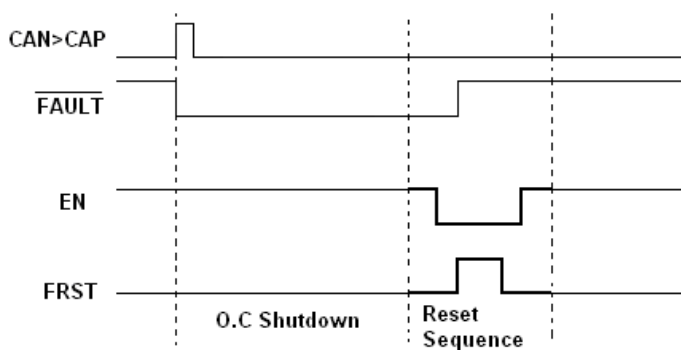 CAN>CAP
FAULT
EN
FRST
O.C Shutdown
Reset
Sequence